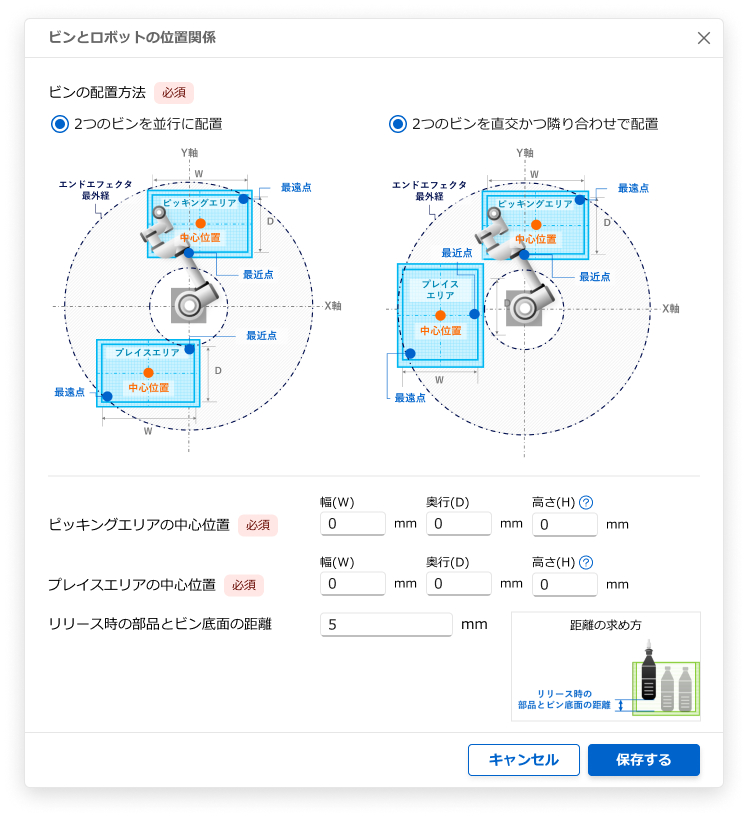 ビンとロボットの位置関係
ビンの配置方法 必須
2つのビンを並行に配置
Y軸
W
エンドエフェクタ
最外経
最遠点
ピッキングエリア
D
中心位置
最近点
X軸
最近点
プレイスエリア
D
中心位置
最遠点
W
2つのビンを直交かつ隣り合わせで配置
Y軸
W
エンドエフェクタ
最外経
最遠点
ピッキングエリア
D
中心位置
最近点
最近点
プレイス
エリア
D
X軸
中心位置
W
最遠点
幅(W) 奥行(D) 高さ(H) ?
ピッキングエリアの中心位置 必須 0 mm 0 mm 0 mm
幅(W) 奥行(D) 高さ(H) ?
プレイスエリアの中心位置 必須 0 mm 0 mm 0 mm
リリース時の部品とビン底面の距離 5 mm
距離の求め方
リリース時の
部品とビン底面の距離
キャンセル 保存する